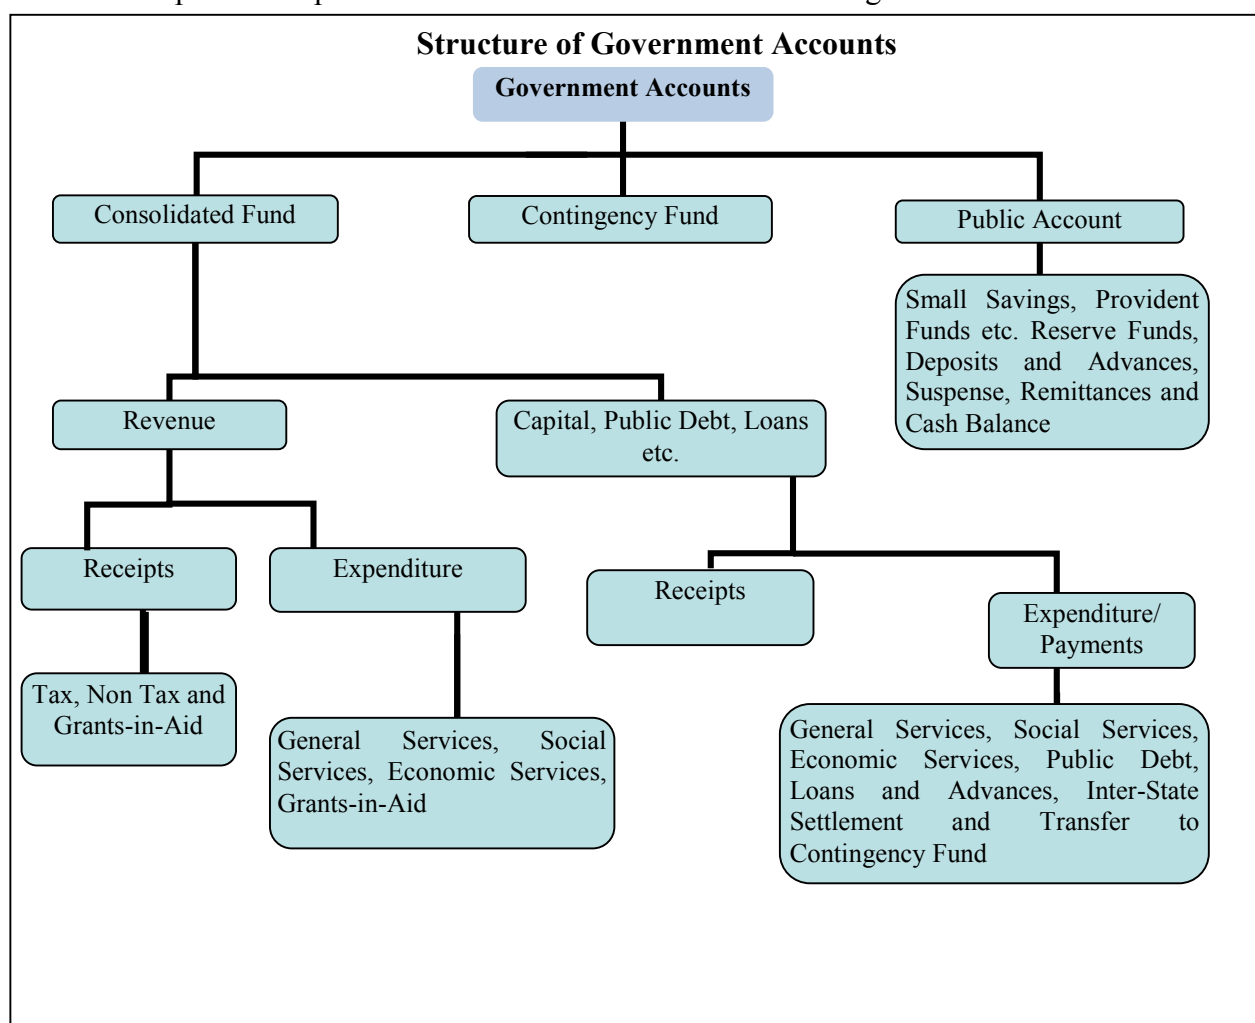 Structure of Government Accounts
Government Accounts
Consolidated Fund
Contingency Fund
Public Account
Small Savings, Provident
Funds etc. Reserve Funds,
Deposits and Advances,
Suspense, Remittances and
Cash Balance
Revenue
Capital, Public Debt, Loans
etc.
Receipts
Expenditure
Receipts
Expenditure/
Payments
Tax, Non Tax and
Grants-in-Aid
General Services, Social
Services, Economic Services,
Grants-in-Aid
General Services, Social Services,
Economic Services, Public Debt,
Loans and Advances, Inter-State
Settlement and Transfer to
Contingency Fund